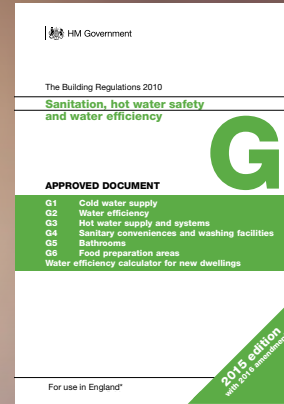 HM Government
The Building Regulations 2010
Sanitation, hot water safety
and water efficiency
G
APPROVED DOCUMENT
G1 Cold water supply
G2 Water efficiency
G3 Hot water supply and systems
G4 Sanitary conveniences and washing facilities
G5 Bathrooms
G6 Food preparation areas
Water efficiency calculator for new dwellings
2015 edition
with 2016 amendments
For use in England*